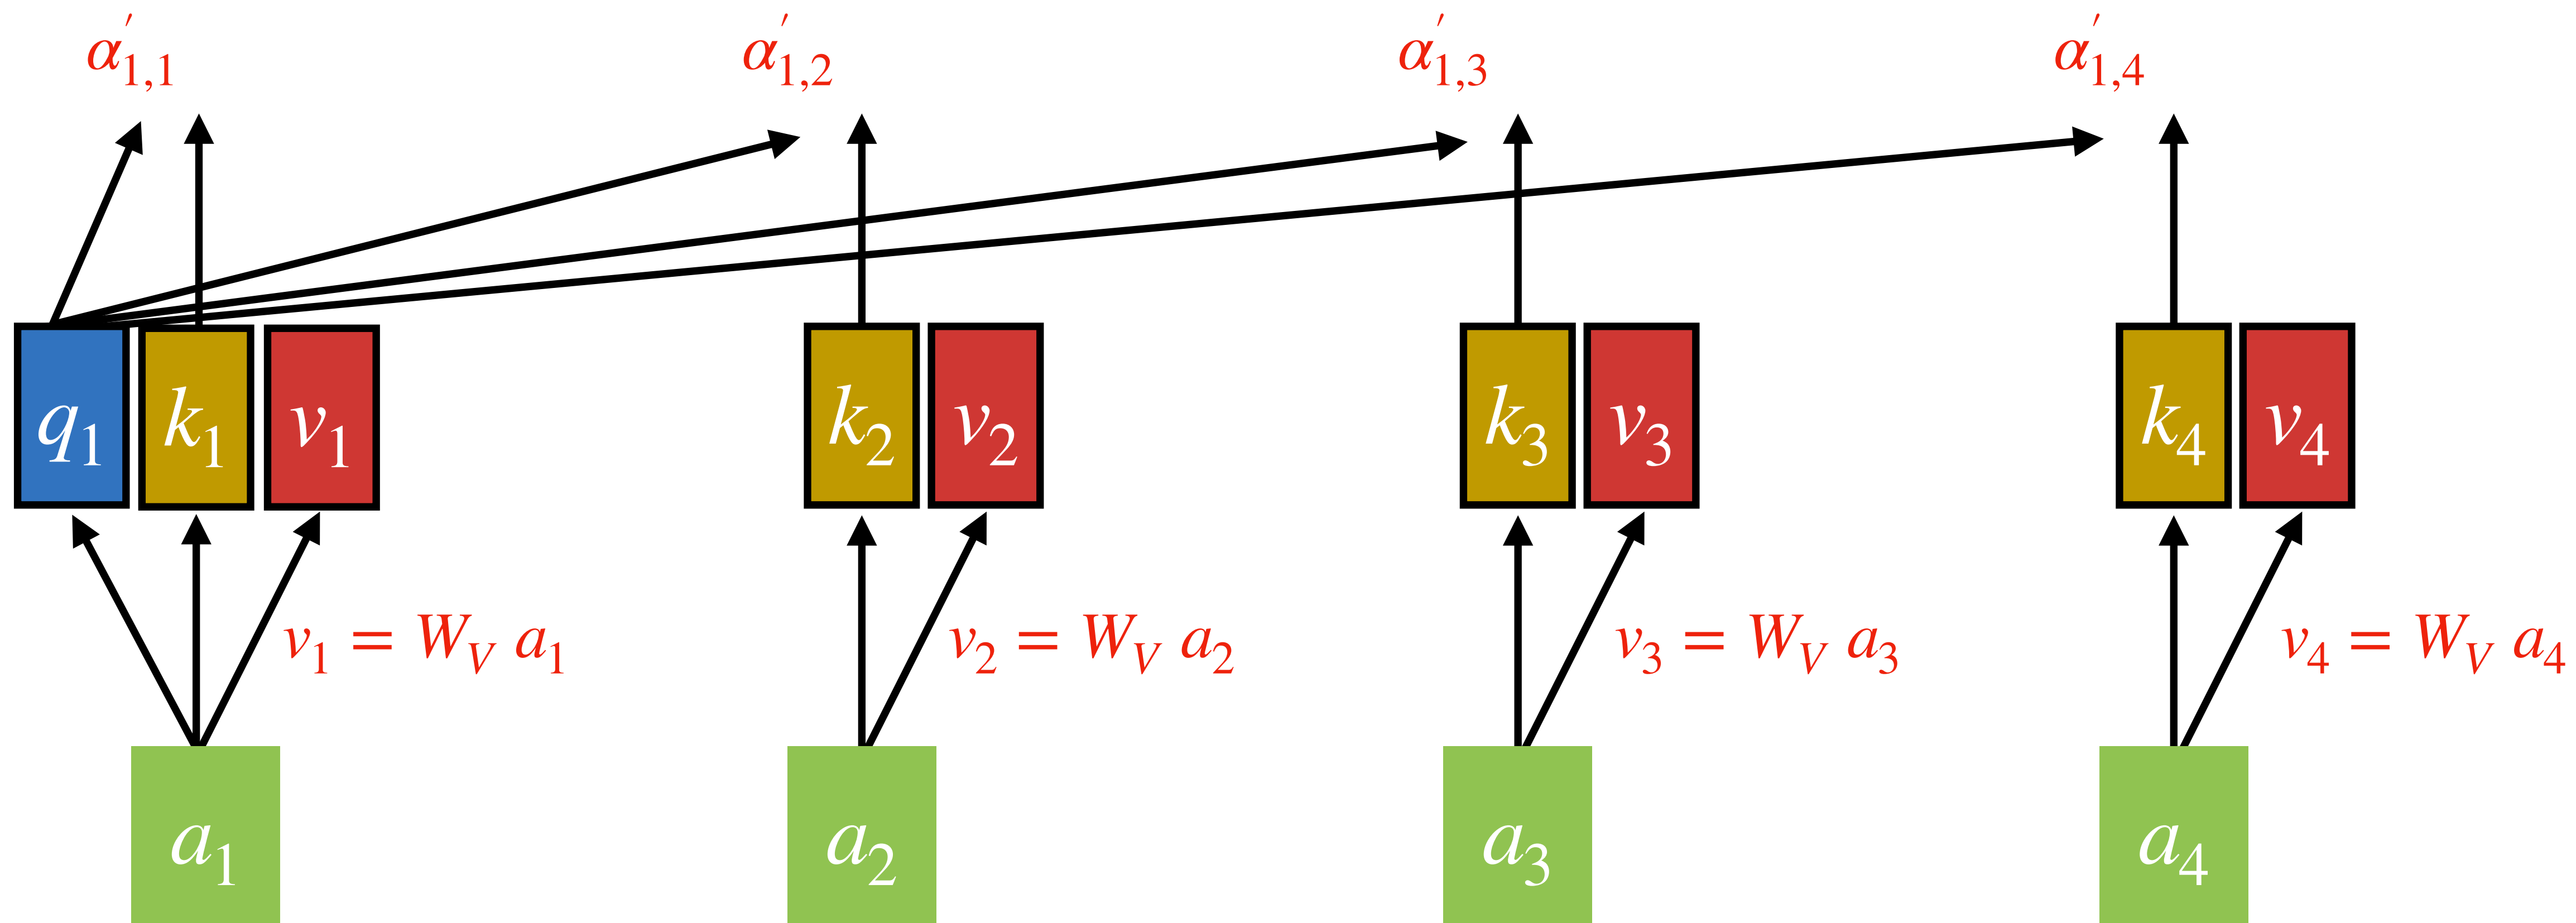 α′1,1 α′1,2 α′1,3 α′1,4
q1 k1 v1 k2 v2 k3 v3 k4 v4
v1 = WV a1 v2 = WV a2 v3 = WV a3 v4 = WV a4
a1 a2 a3 a4